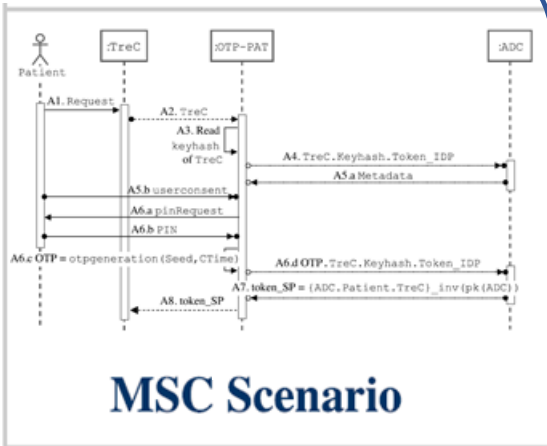 :TreC
:OTP-PAT
:ADC
Patient
A1. Request
A2. TreC
A3. Read
keyhash
of TreC
A4. TreC.Keyhash.Token_IDP
A5.a Metadata
A5.b userconsent
A6.a pinRequest
A6.b PIN
A6.c OTP = otpgeneration(Seed,CTime)
A6.d OTP.TreC.Keyhash.Token_IDP
A7. token_SP = {ADC.Patient.TreC}_inv(pk(ADC))
A8. token_SP
MSC Scenario